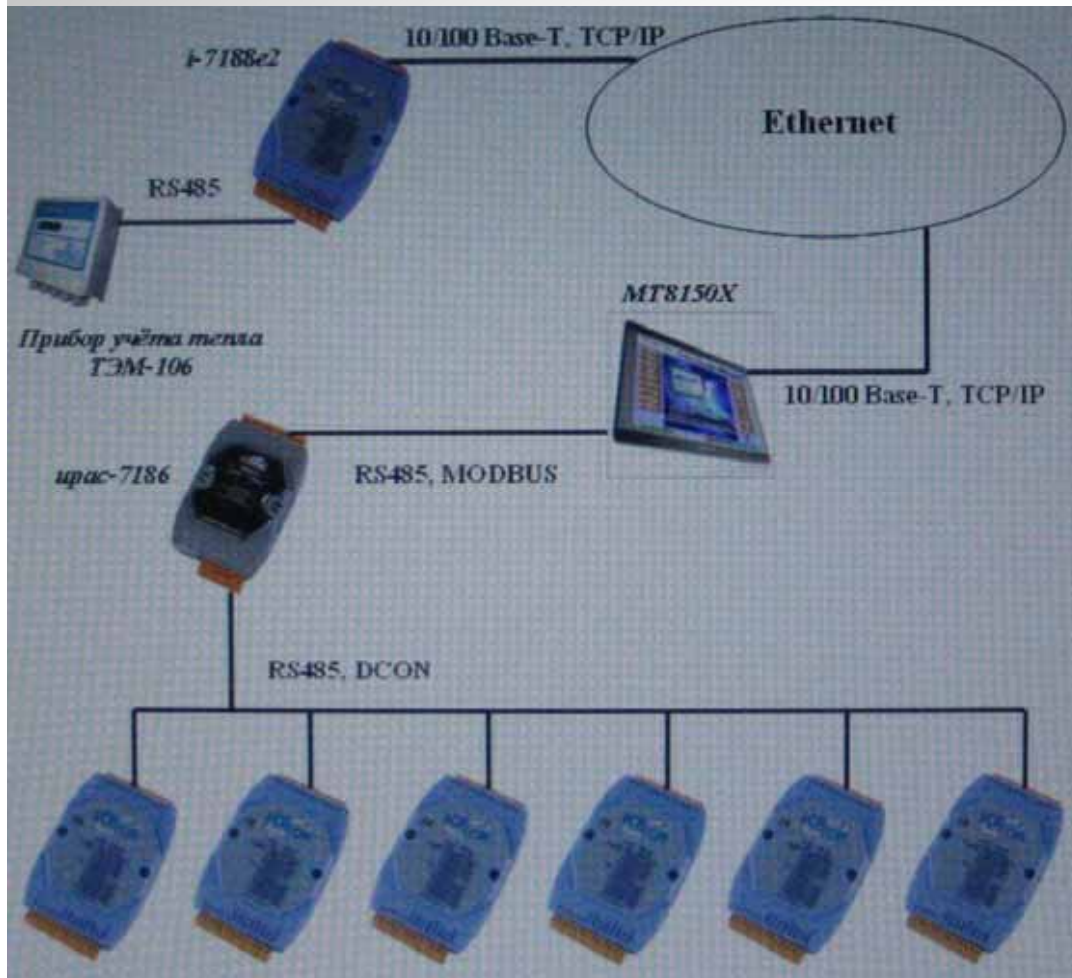 10/100 Base-T, TCP/IP
i-7188e2
Ethernet
RS485
MT8150X
Прибор учёта тепла
ТЭМ-106
10/100 Base-T, TCP/IP
μpac-7186
RS485, MODBUS
RS485, DCON